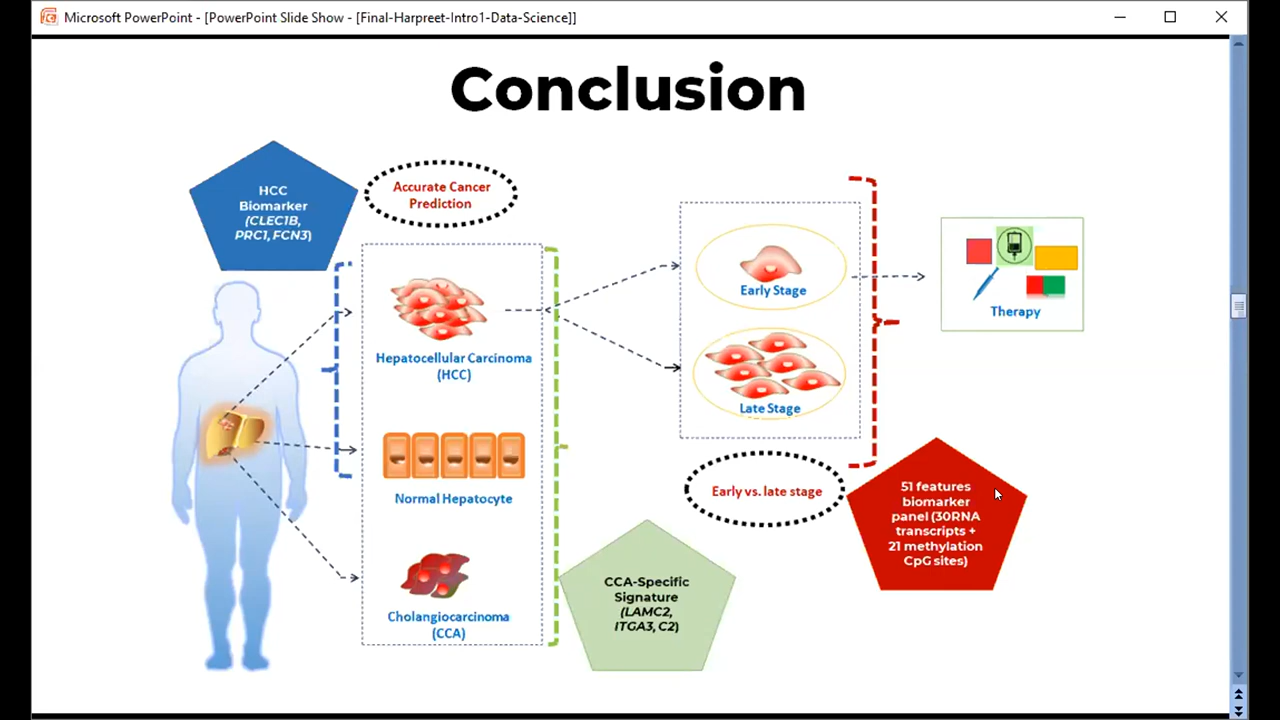 Microsoft PowerPoint - [PowerPoint Slide Show - [Final-Harpreet-Intro1-Data-Science]]
Conclusion
HCC
Biomarker
(CLEC1B,
PRC1, FCN3)
Accurate Cancer
Prediction
Hepatocellular Carcinoma
(HCC)
Normal Hepatocyte
Cholangiocarcinoma
(CCA)
Early Stage
Late Stage
Therapy
Early vs. late stage
CCA-Specific
Signature
(LAMC2,
ITGA3, C2)
51 features
biomarker
panel (30RNA
transcripts +
21 methylation
CpG sites)